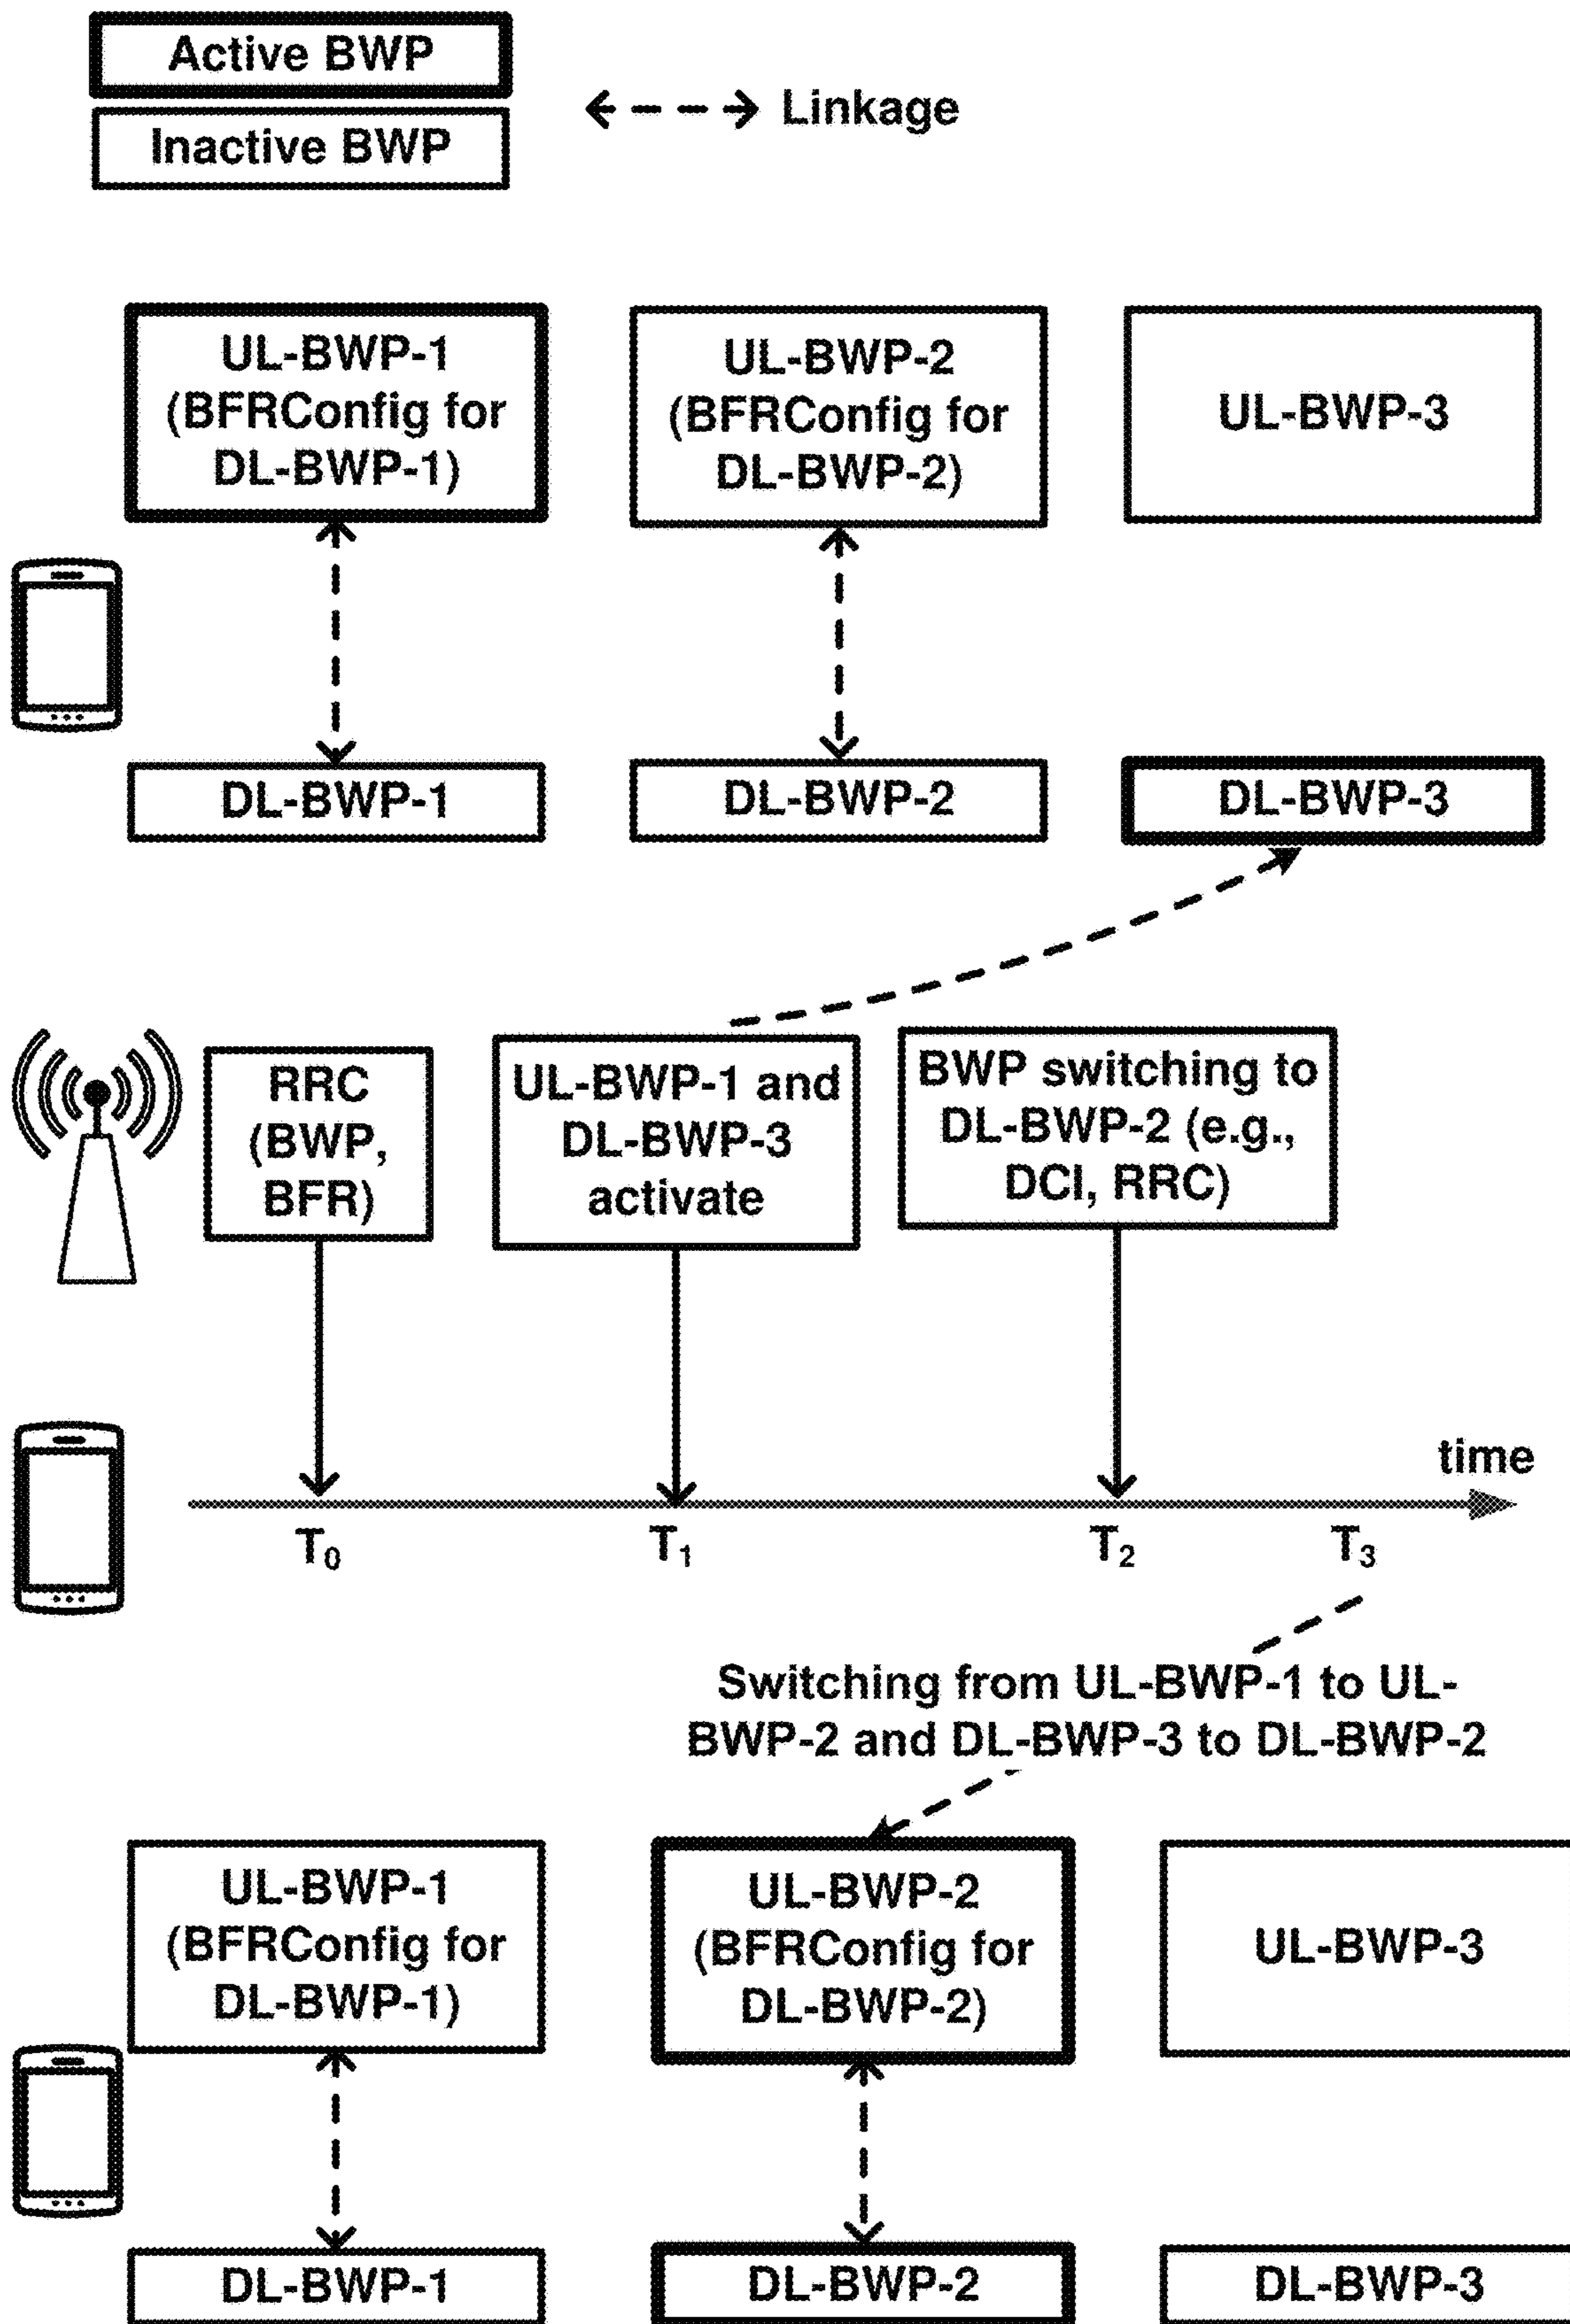 Active BWP
Inactive BWP
Linkage
UL-BWP-1
(BFRConfig for
DL-BWP-1)
UL-BWP-2
(BFRConfig for
DL-BWP-2)
UL-BWP-3
DL-BWP-1
DL-BWP-2
DL-BWP-3
RRC
(BWP,
BFR)
UL-BWP-1 and
DL-BWP-3
activate
BWP switching to
DL-BWP-2 (e.g.,
DCI, RRC)
time
T0
T1
T2
T3
Switching from UL-BWP-1 to UL-
BWP-2 and DL-BWP-3 to DL-BWP-2
UL-BWP-1
(BFRConfig for
DL-BWP-1)
UL-BWP-2
(BFRConfig for
DL-BWP-2)
UL-BWP-3
DL-BWP-1
DL-BWP-2
DL-BWP-3